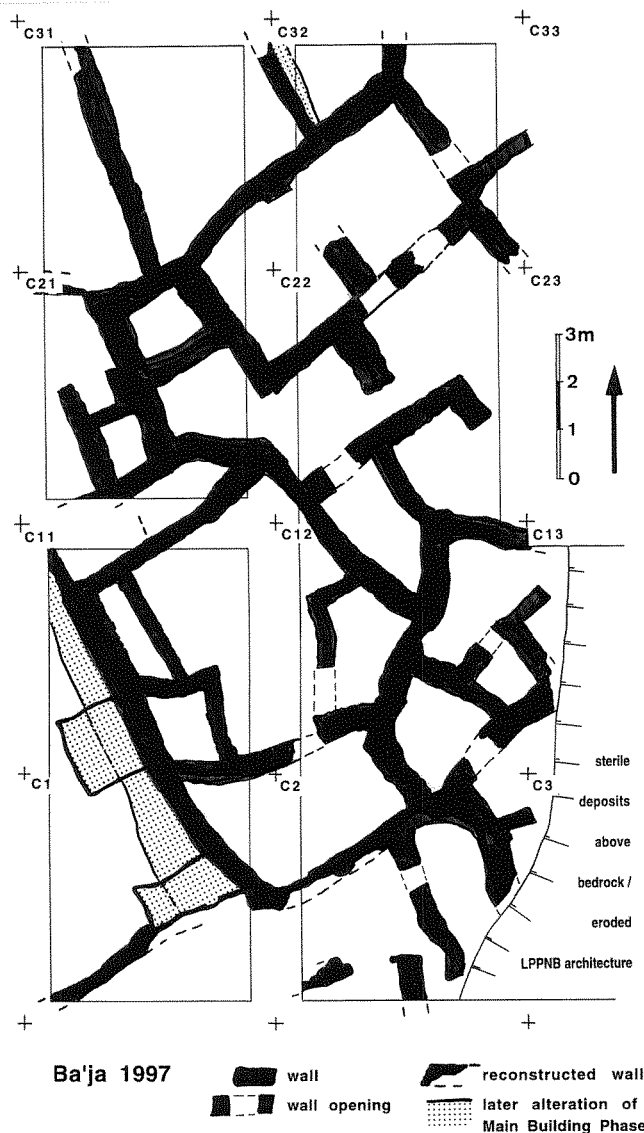 C31 C32 C33
C21 C22 C23
3m
2
1
0
C11 C12 C13
sterile
C1 C2 C3
deposits
above
bedrock /
eroded
LPPNB architecture
Ba'ja 1997
wall
reconstructed wall
wall opening
later alteration of
Main Building Phase